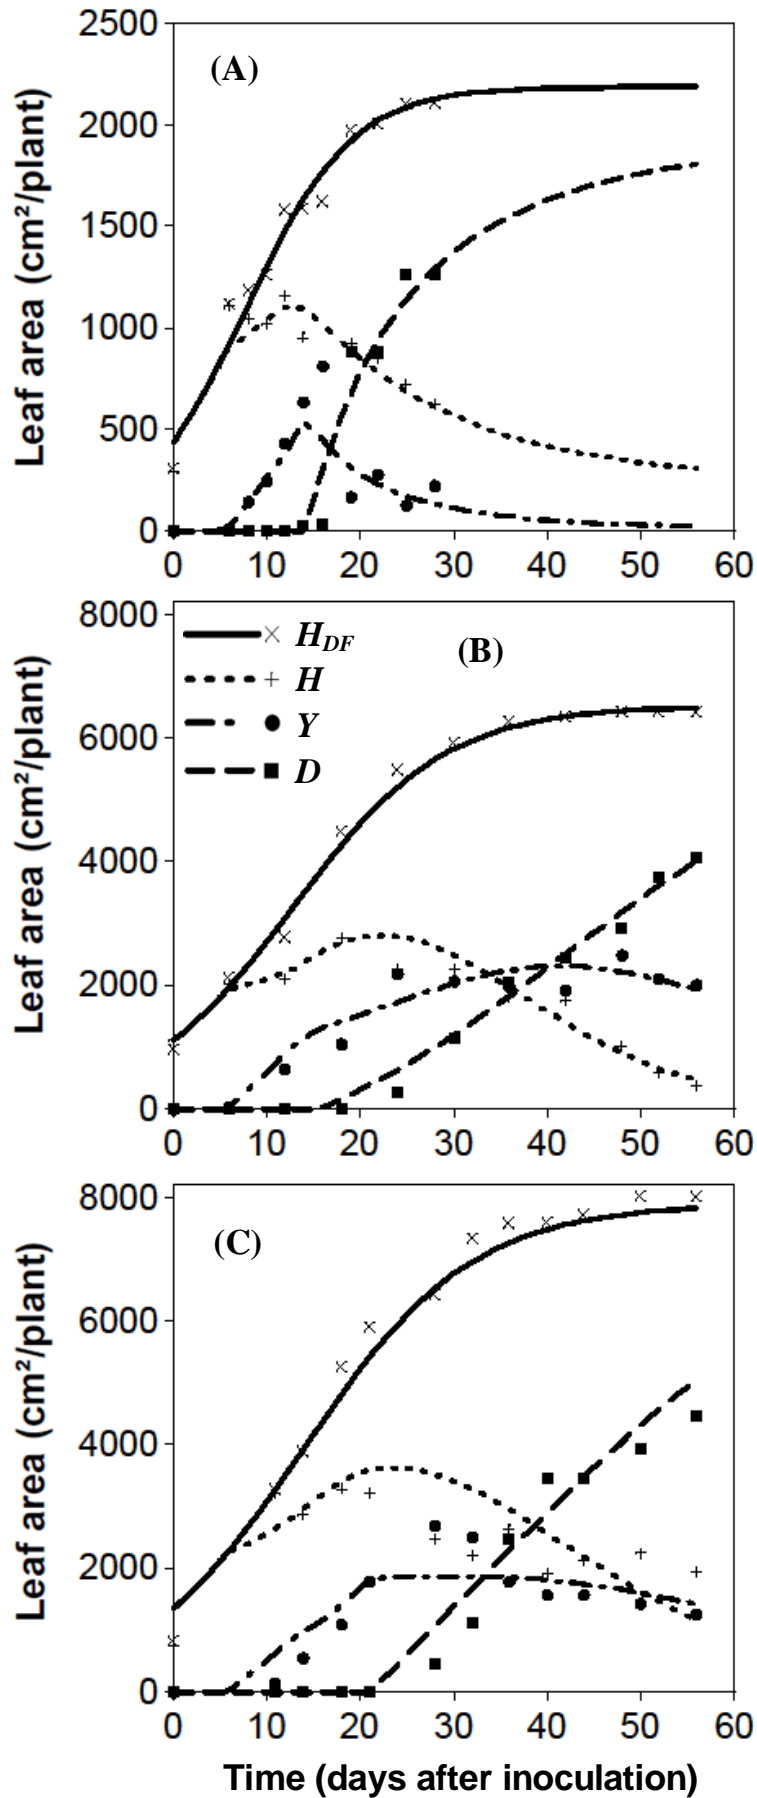 2500
(A)
2000
1500
1000
500
0
0 10 20 30 40 50 60
Leaf area (cm²/plant)
8000
H_DF
(B)
H
Y
D
6000
4000
2000
0
0 10 20 30 40 50 60
Leaf area (cm²/plant)
8000
(C)
6000
4000
2000
0
0 10 20 30 40 50 60
Leaf area (cm²/plant)
Time (days after inoculation)